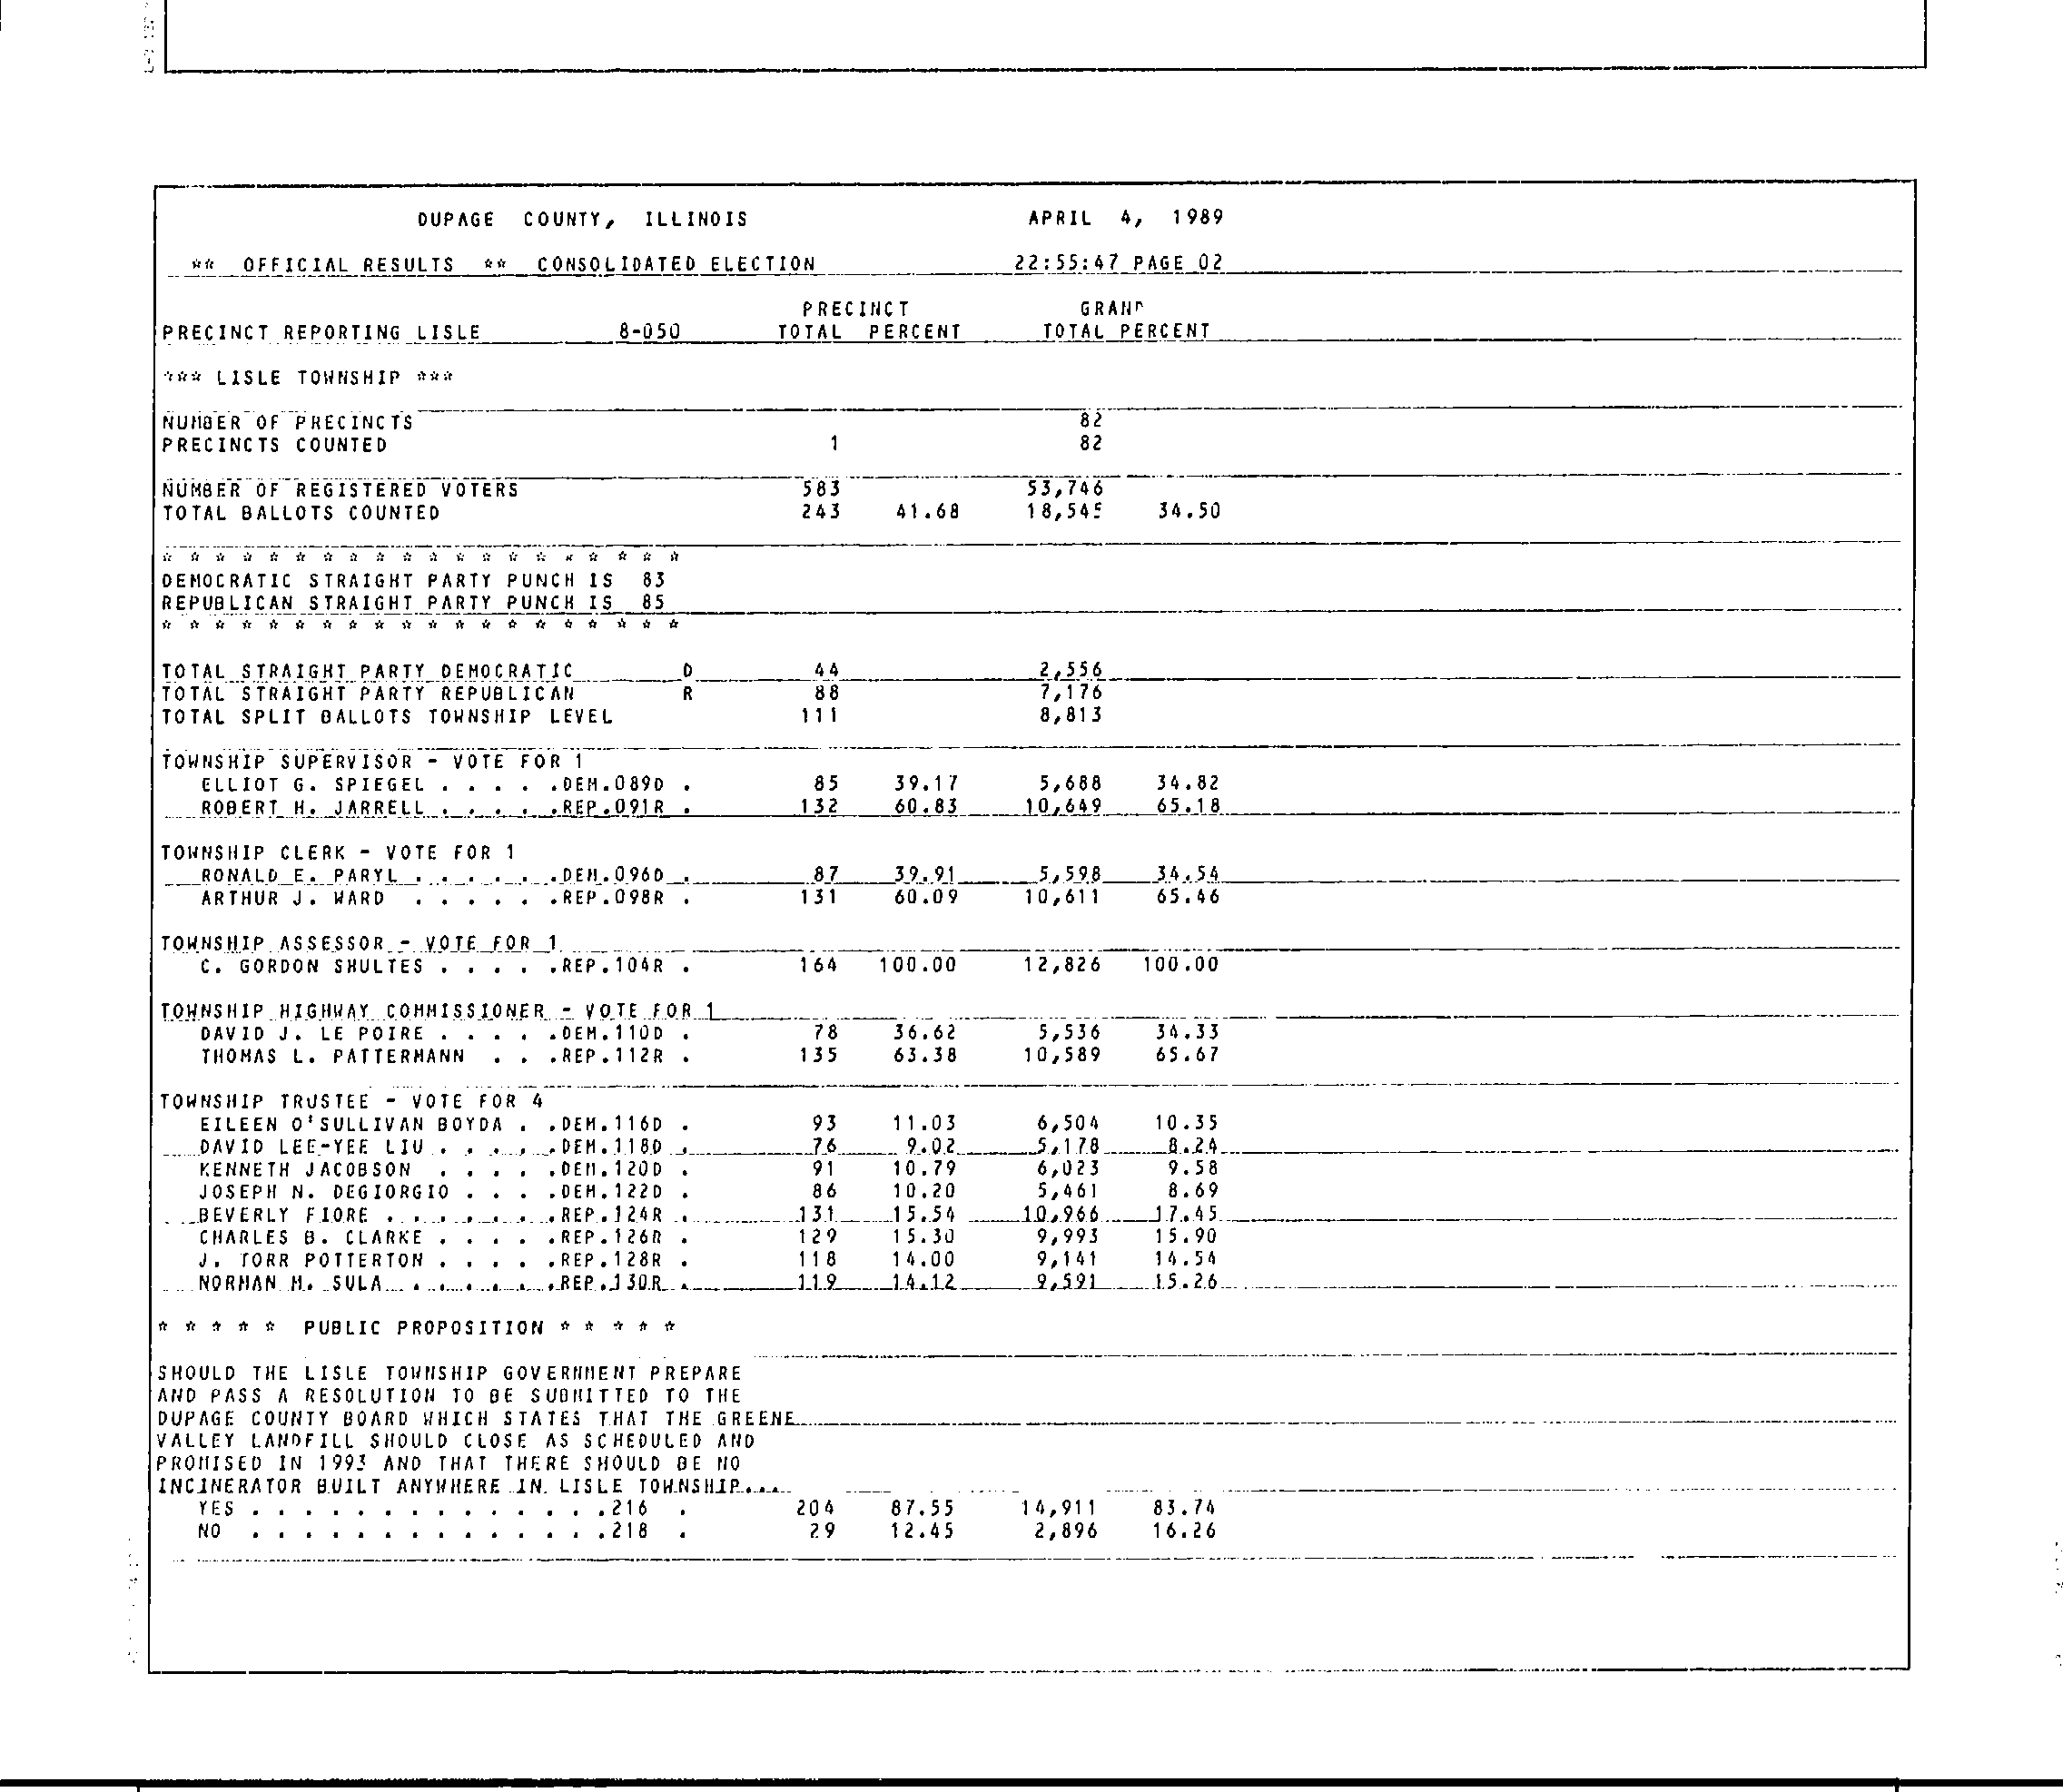 DUPAGE COUNTY, ILLINOIS APRIL 4, 1989
** OFFICIAL RESULTS ** CONSOLIDATED ELECTION 22:55:47 PAGE 02
PRECINCT GRAND
PRECINCT REPORTING LISLE 8-050 TOTAL PERCENT TOTAL PERCENT
*** LISLE TOWNSHIP ***
NUMBER OF PRECINCTS 82
PRECINCTS COUNTED 1 82
NUMBER OF REGISTERED VOTERS 583 53,746
TOTAL BALLOTS COUNTED 243 41.68 18,545 34.50
* * * * * * * * * * * * * * * * * * * *
DEMOCRATIC STRAIGHT PARTY PUNCH IS 83
REPUBLICAN STRAIGHT PARTY PUNCH IS 85
* * * * * * * * * * * * * * * * * * * *
TOTAL STRAIGHT PARTY DEMOCRATIC D 44 2,556
TOTAL STRAIGHT PARTY REPUBLICAN R 88 7,176
TOTAL SPLIT BALLOTS TOWNSHIP LEVEL 111 8,813
TOWNSHIP SUPERVISOR - VOTE FOR 1
ELLIOT G. SPIEGEL . . . . .DEM.089D . 85 39.17 5,688 34.82
ROBERT H. JARRELL . . . . .REP.091R . 132 60.83 10,649 65.18
TOWNSHIP CLERK - VOTE FOR 1
RONALD E. PARYL . . . . . .DEM.096D . 87 39.91 5,598 34.54
ARTHUR J. WARD . . . . . .REP.098R . 131 60.09 10,611 65.46
TOWNSHIP ASSESSOR - VOTE FOR 1
C. GORDON SHULTES . . . . .REP.104R . 164 100.00 12,826 100.00
TOWNSHIP HIGHWAY COMMISSIONER - VOTE FOR 1
DAVID J. LE POIRE . . . . .DEM.110D . 78 36.62 5,536 34.33
THOMAS L. PATTERMANN . . .REP.112R . 135 63.38 10,589 65.67
TOWNSHIP TRUSTEE - VOTE FOR 4
EILEEN O'SULLIVAN BOYDA . .DEM.116D . 93 11.03 6,504 10.35
DAVID LEE-YEE LIU . . . . .DEM.118D . 76 9.02 5,178 8.24
KENNETH JACOBSON . . . . .DEM.120D . 91 10.79 6,023 9.58
JOSEPH N. DEGIORGIO . . . .DEM.122D . 86 10.20 5,461 8.69
BEVERLY FIORE . . . . . . .REP.124R . 131 15.54 10,966 17.45
CHARLES B. CLARKE . . . . .REP.126R . 129 15.30 9,993 15.90
J. TORR POTTERTON . . . . .REP.128R . 118 14.00 9,141 14.54
NORMAN M. SULA . . . . . .REP.130R . 119 14.12 9,591 15.26
* * * * * PUBLIC PROPOSITION * * * * *
SHOULD THE LISLE TOWNSHIP GOVERNMENT PREPARE
AND PASS A RESOLUTION TO BE SUBMITTED TO THE
DUPAGE COUNTY BOARD WHICH STATES THAT THE GREENE
VALLEY LANDFILL SHOULD CLOSE AS SCHEDULED AND
PROMISED IN 1993 AND THAT THERE SHOULD BE NO
INCINERATOR BUILT ANYWHERE IN LISLE TOWNSHIP...
YES . . . . . . . . . . . . . .216 . 204 87.55 14,911 83.74
NO . . . . . . . . . . . . . .218 . 29 12.45 2,896 16.26